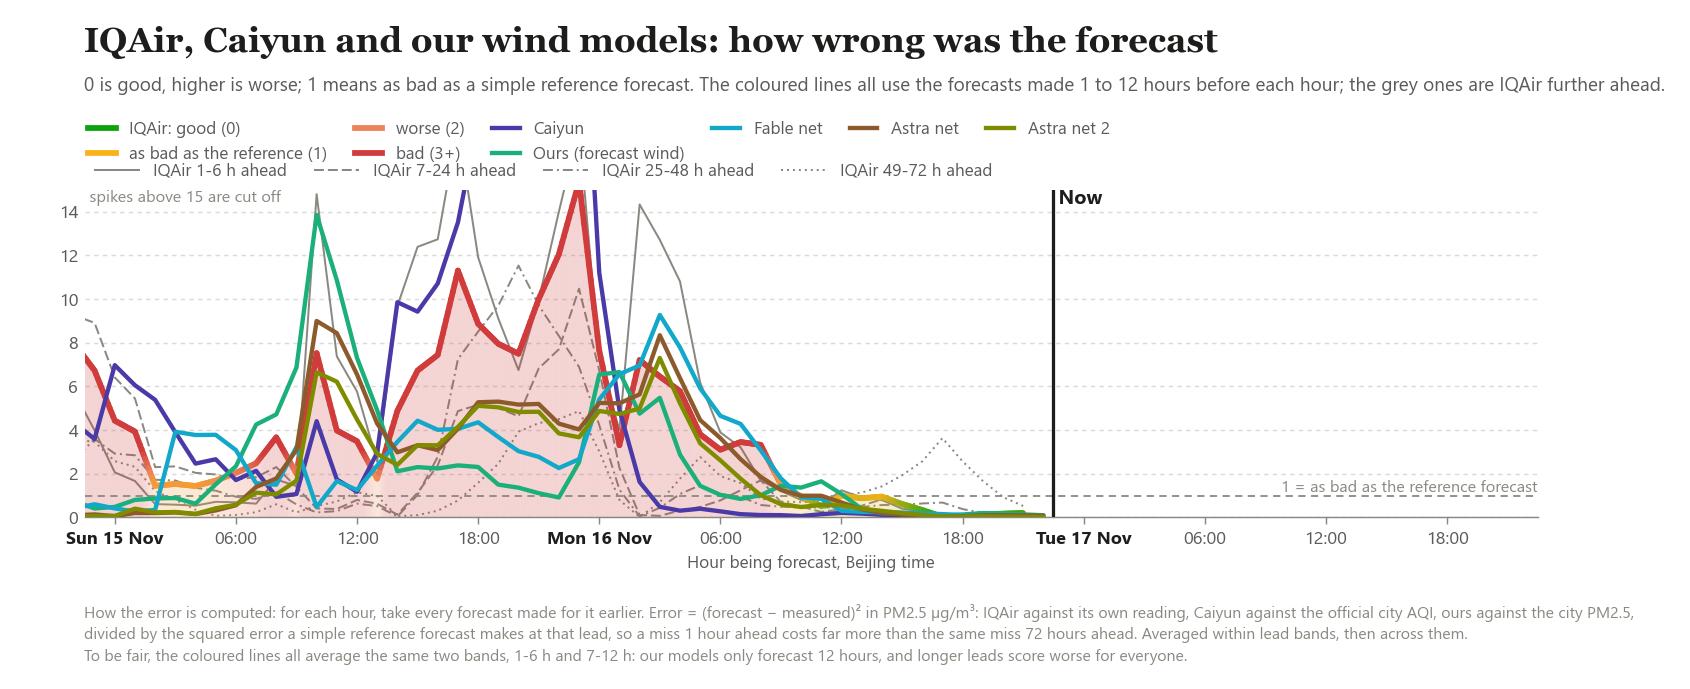 IQAir, Caiyun and our wind models: how wrong was the forecast
0 is good, higher is worse; 1 means as bad as a simple reference forecast. The coloured lines all use the forecasts made 1 to 12 hours before each hour; the grey ones are IQAir further ahead.
IQAir: good (0) worse (2) Caiyun Fable net Astra net Astra net 2
as bad as the reference (1) bad (3+) Ours (forecast wind)
IQAir 1-6 h ahead IQAir 7-24 h ahead IQAir 25-48 h ahead IQAir 49-72 h ahead
spikes above 15 are cut off
Now
14
12
10
8
6
4
2
1 = as bad as the reference forecast
0
Sun 15 Nov 06:00 12:00 18:00 Mon 16 Nov 06:00 12:00 18:00 Tue 17 Nov 06:00 12:00 18:00
Hour being forecast, Beijing time
How the error is computed: for each hour, take every forecast made for it earlier. Error = (forecast − measured)² in PM2.5 µg/m³: IQAir against its own reading, Caiyun against the official city AQI, ours against the city PM2.5,
divided by the squared error a simple reference forecast makes at that lead, so a miss 1 hour ahead costs far more than the same miss 72 hours ahead. Averaged within lead bands, then across them.
To be fair, the coloured lines all average the same two bands, 1-6 h and 7-12 h: our models only forecast 12 hours, and longer leads score worse for everyone.